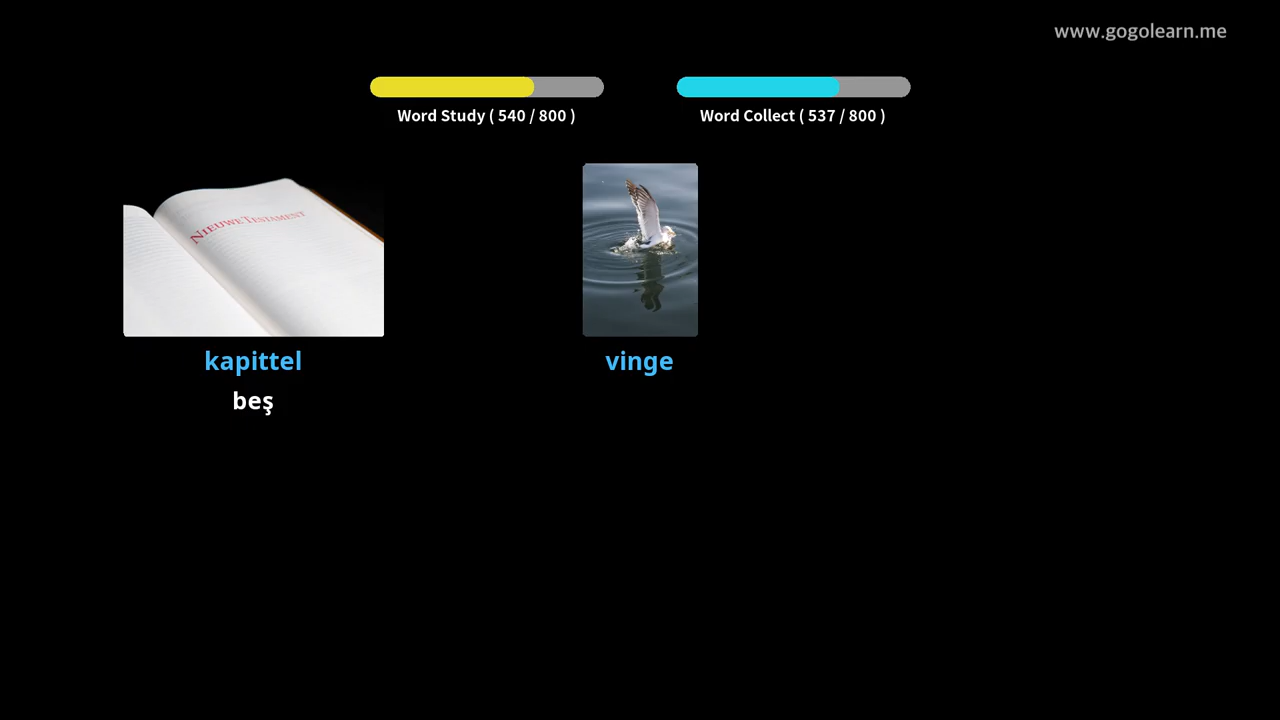 www.gogolearn.me
Word Study ( 540 / 800 )
Word Collect ( 537 / 800 )
NIEUWE TESTAMENT
kapittel
vinge
beş